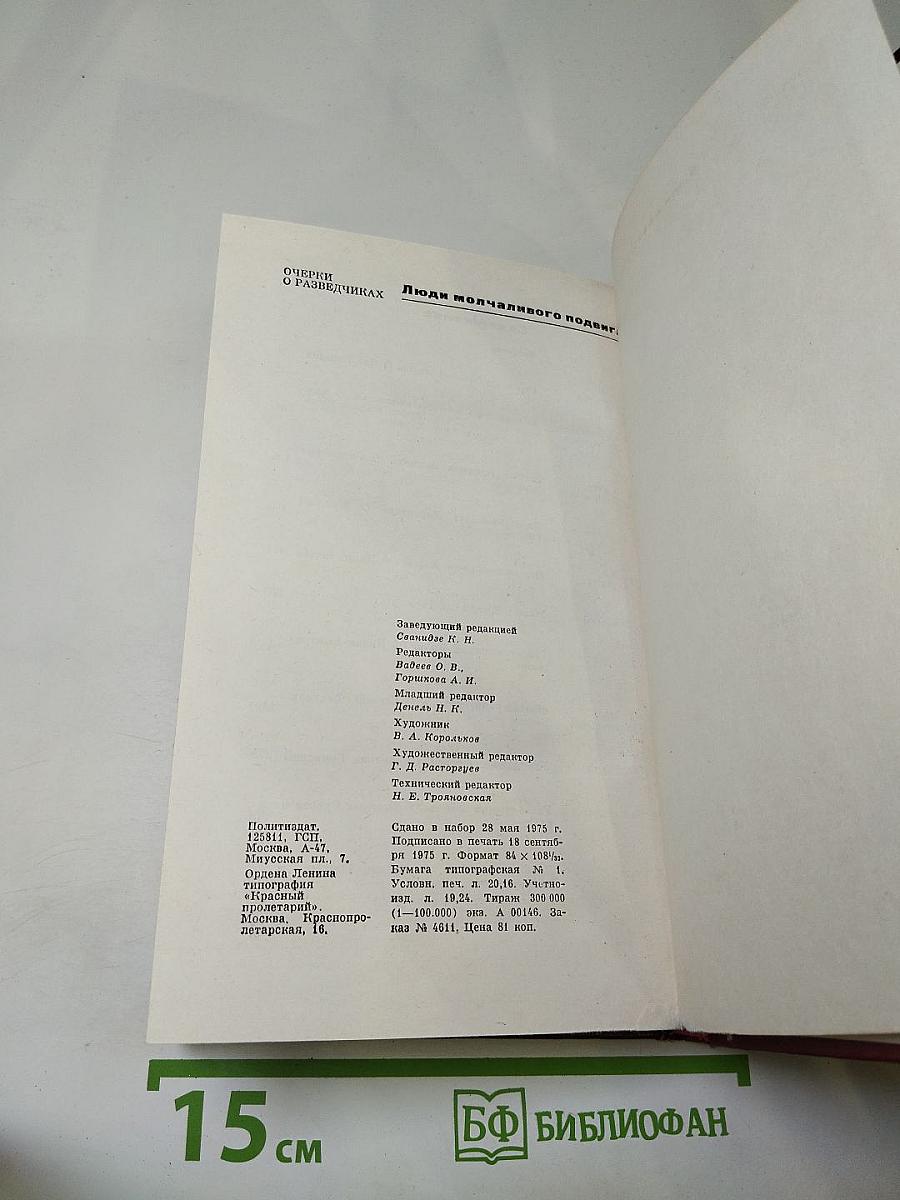 ОЧЕРКИ
О РАЗВЕДЧИКАХ
Люди молчаливого подвига
Заведующий редакцией
Сванидзе К. Н.
Редакторы
Вадеев О. В.,
Горшкова А. И.
Младший редактор
Денель Н. К.
Художник
В. А. Корольков
Художественный редактор
Г. Д. Расторгуев
Технический редактор
Н. Е. Трояновская
Политиздат.
125811, ГСП,
Москва, А-47,
Миусская пл., 7.
Ордена Ленина
типография
«Красный
пролетарий».
Москва, Краснопро-
летарская, 16.
Сдано в набор 28 мая 1975 г.
Подписано в печать 18 сентяб-
ря 1975 г. Формат 84 × 108¹/₃₂.
Бумага типографская № 1.
Условн. печ. л. 20,16. Учетно-
изд. л. 19,24. Тираж 300 000
(1—100.000) экз. А 00146. За-
каз № 4611. Цена 81 коп.
15 см
БФ БИБЛИОФАН